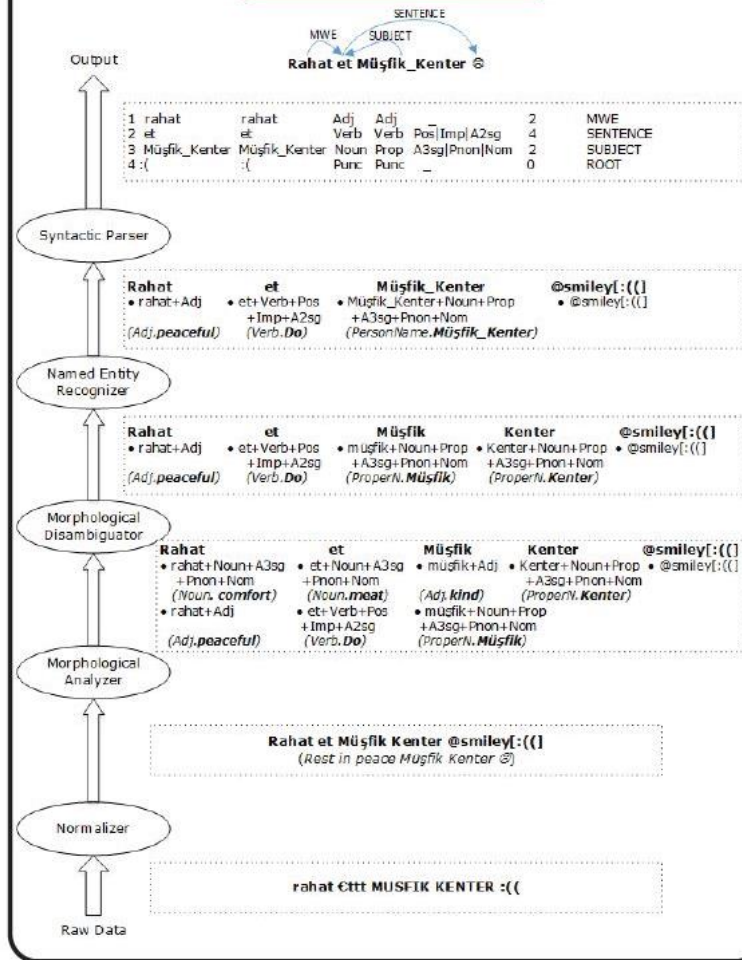 SENTENCE
MWE SUBJECT
Output
Rahat et Müşfik_Kenter ☹
1 rahat rahat Adj Adj _ 2 MWE
2 et et Verb Verb Pos|Imp|A2sg 4 SENTENCE
3 Müşfik_Kenter Müşfik_Kenter Noun Prop A3sg|Pnon|Nom 2 SUBJECT
4 :( :( Punc Punc _ 0 ROOT
Syntactic Parser
Rahat et Müşfik_Kenter @smiley[:((]
• rahat+Adj • et+Verb+Pos • Müşfik_Kenter+Noun+Prop • @smiley[:((]
+Imp+A2sg +A3sg+Pnon+Nom
(Adj.peaceful) (Verb.Do) (PersonName.Müşfik_Kenter)
Named Entity
Recognizer
Rahat et Müşfik Kenter @smiley[:((]
• rahat+Adj • et+Verb+Pos • müşfik+Noun+Prop • Kenter+Noun+Prop • @smiley[:((]
+Imp+A2sg +A3sg+Pnon+Nom +A3sg+Pnon+Nom
(Adj.peaceful) (Verb.Do) (ProperN.Müşfik) (ProperN.Kenter)
Morphological
Disambiguator
Rahat et Müşfik Kenter @smiley[:((]
• rahat+Noun+A3sg • et+Noun+A3sg • müşfik+Adj • Kenter+Noun+Prop • @smiley[:((]
+Pnon+Nom +Pnon+Nom +A3sg+Pnon+Nom
(Noun. comfort) (Noun.meat) (Adj.kind) (ProperN.Kenter)
• rahat+Adj • et+Verb+Pos • müşfik+Noun+Prop
+Imp+A2sg +A3sg+Pnon+Nom
(Adj.peaceful) (Verb.Do) (ProperN.Müşfik)
Morphological
Analyzer
Rahat et Müşfik Kenter @smiley[:((]
(Rest in peace Müşfik Kenter ☹)
Normalizer
rahat €ttt MUSFIK KENTER :((
Raw Data